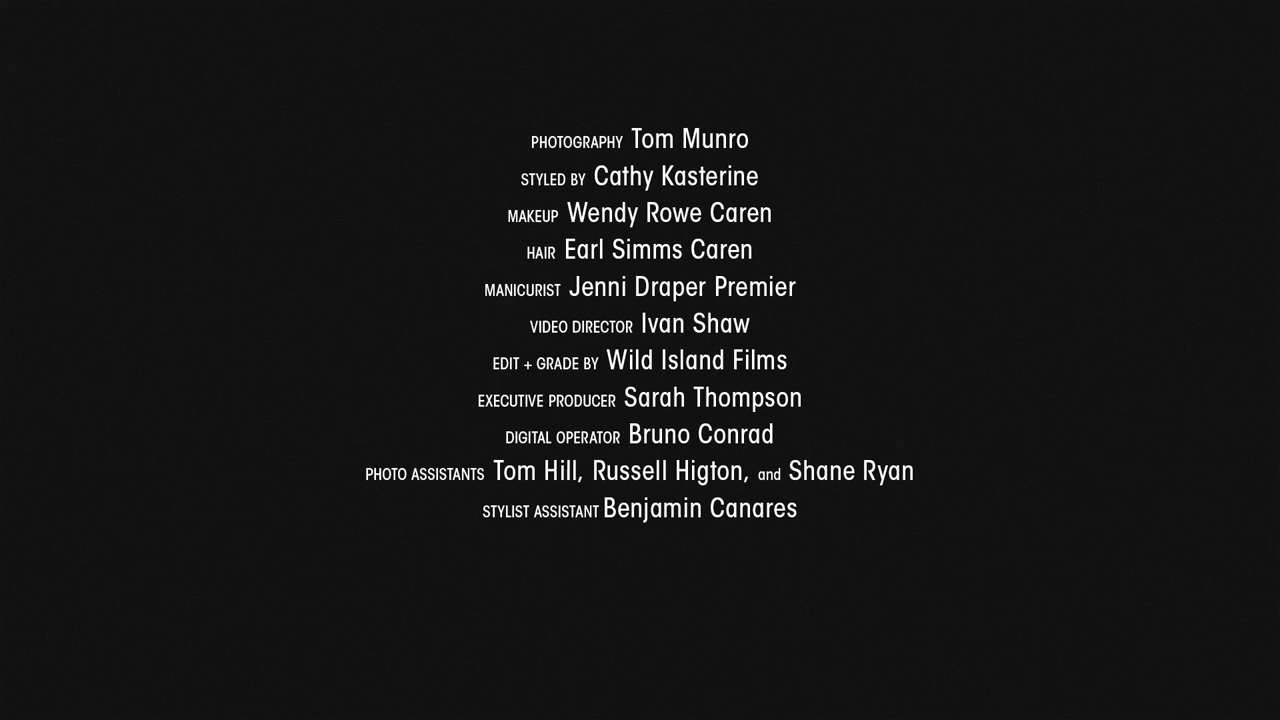 PHOTOGRAPHY Tom Munro
STYLED BY Cathy Kasterine
MAKEUP Wendy Rowe Caren
HAIR Earl Simms Caren
MANICURIST Jenni Draper Premier
VIDEO DIRECTOR Ivan Shaw
EDIT + GRADE BY Wild Island Films
EXECUTIVE PRODUCER Sarah Thompson
DIGITAL OPERATOR Bruno Conrad
PHOTO ASSISTANTS Tom Hill, Russell Higton, and Shane Ryan
STYLIST ASSISTANT Benjamin Canares